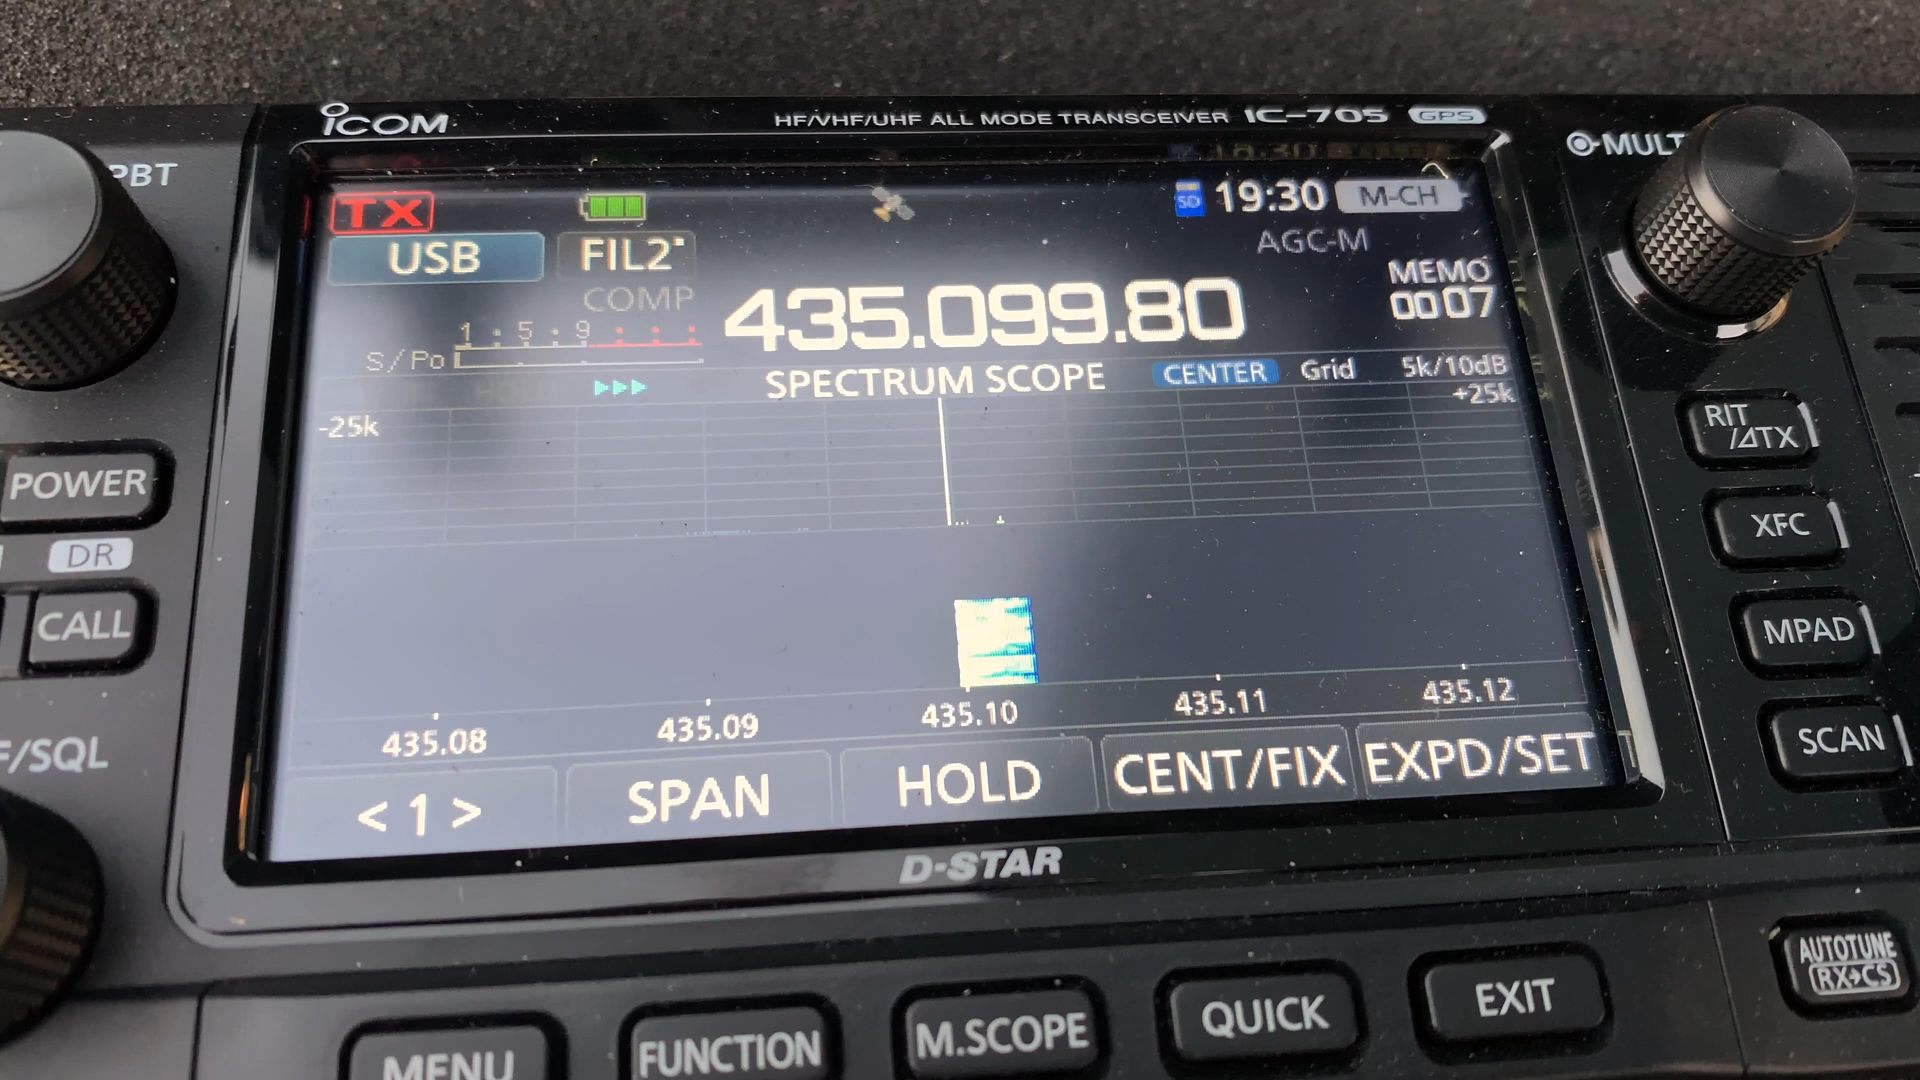 ICOM
HF/VHF/UHF ALL MODE TRANSCEIVER IC-705 GPS
PBT
MULT
TX
SD 19:30 M-CH
USB FIL2
AGC-M
COMP
435.099.80
MEMO
0007
1 5 9
S/Po
SPECTRUM SCOPE CENTER Grid 5k/10dB
-25k
+25k
RIT
/⊿TX
POWER
XFC
DR
CALL
MPAD
435.08 435.09 435.10 435.11 435.12
F/SQL
SCAN
< 1 > SPAN HOLD CENT/FIX EXPD/SET
D-STAR
AUTOTUNE
RX→CS
MENU FUNCTION M.SCOPE QUICK EXIT